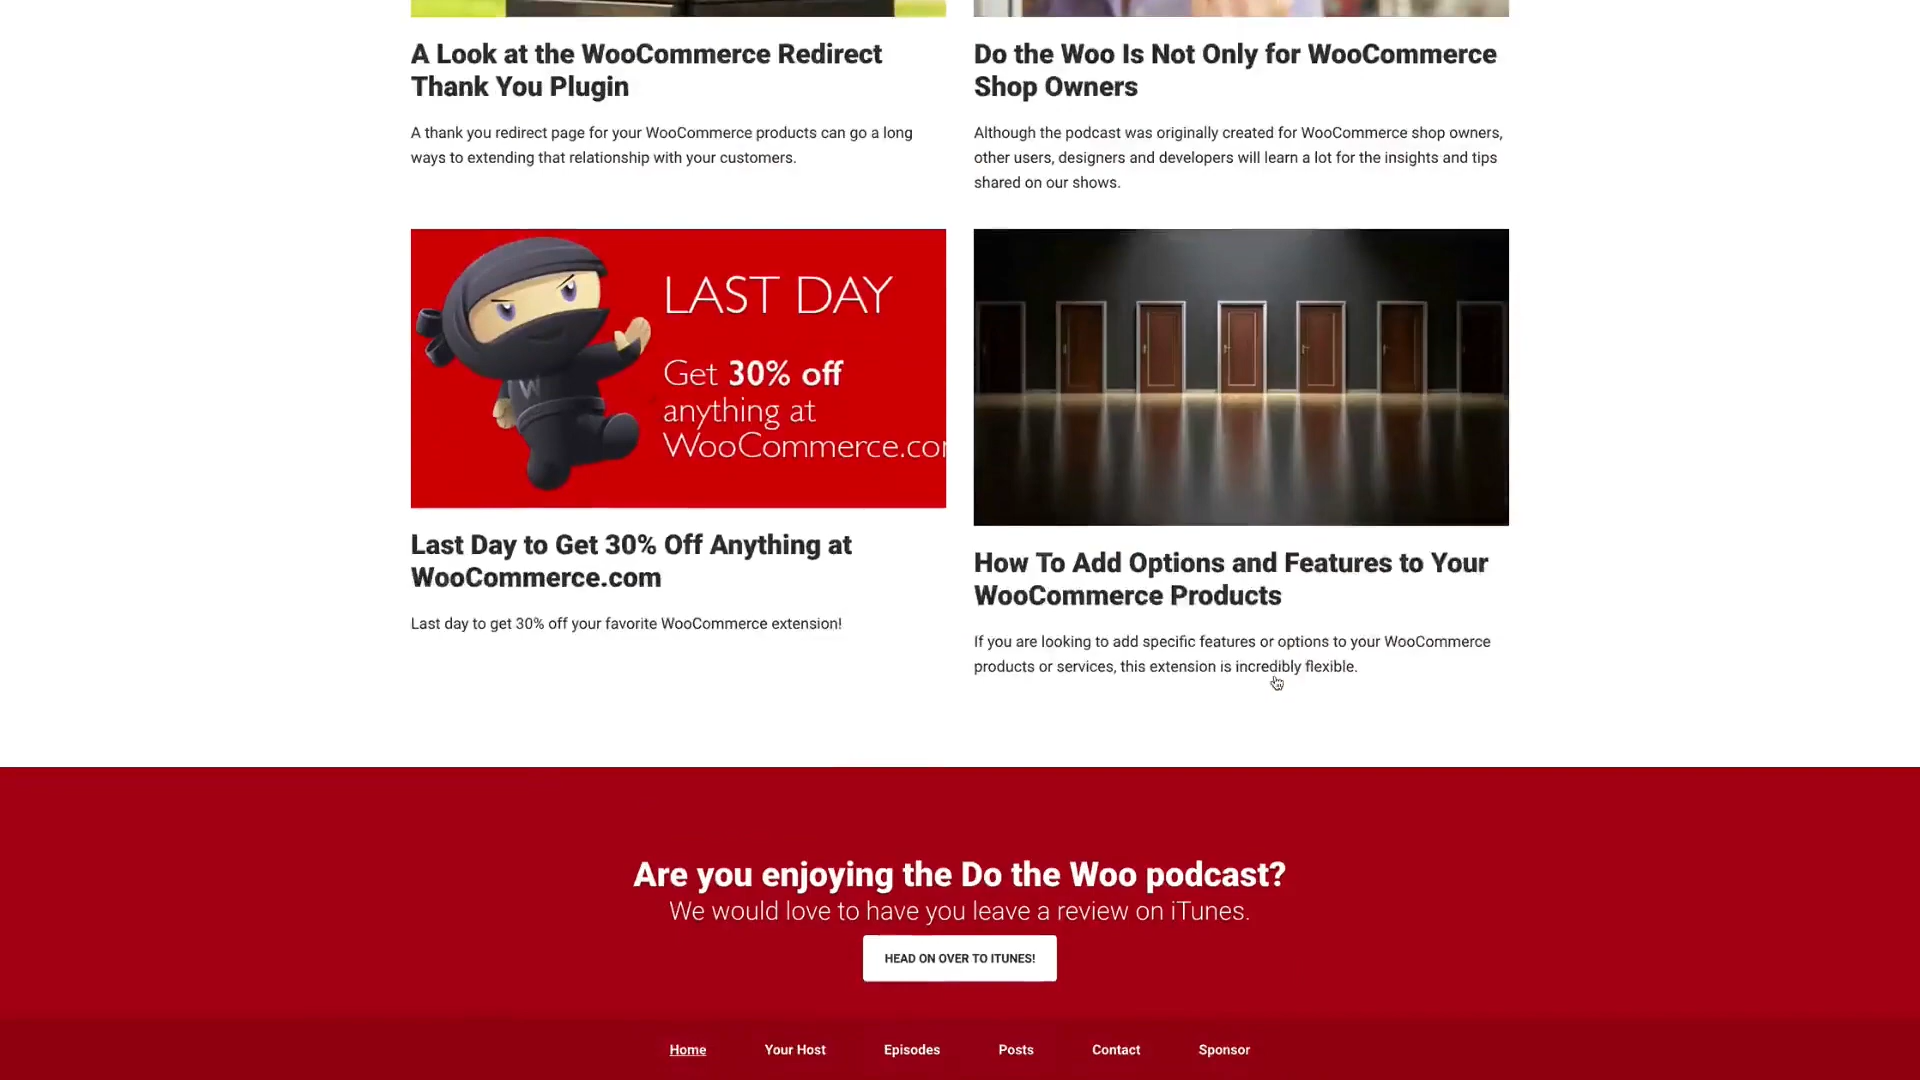 A Look at the WooCommerce Redirect
Thank You Plugin
A thank you redirect page for your WooCommerce products can go a long
ways to extending that relationship with your customers.
Do the Woo Is Not Only for WooCommerce
Shop Owners
Although the podcast was originally created for WooCommerce shop owners,
other users, designers and developers will learn a lot for the insights and tips
shared on our shows.
W
LAST DAY
Get 30% off
anything at
WooCommerce.co
Last Day to Get 30% Off Anything at
WooCommerce.com
Last day to get 30% off your favorite WooCommerce extension!
How To Add Options and Features to Your
WooCommerce Products
If you are looking to add specific features or options to your WooCommerce
products or services, this extension is incredibly flexible.
Are you enjoying the Do the Woo podcast?
We would love to have you leave a review on iTunes.
HEAD ON OVER TO ITUNES!
Home Your Host Episodes Posts Contact Sponsor